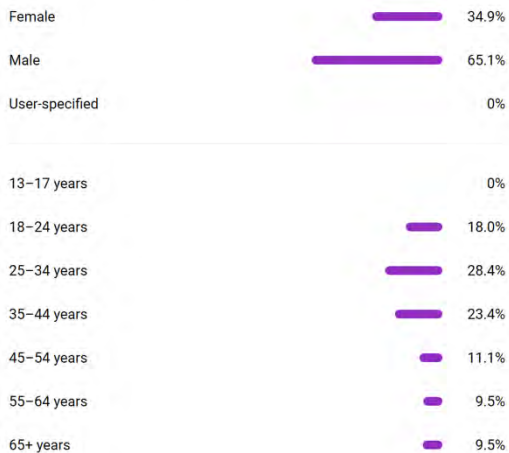 Female 34.9%
Male 65.1%
User-specified 0%
13–17 years 0%
18–24 years 18.0%
25–34 years 28.4%
35–44 years 23.4%
45–54 years 11.1%
55–64 years 9.5%
65+ years 9.5%